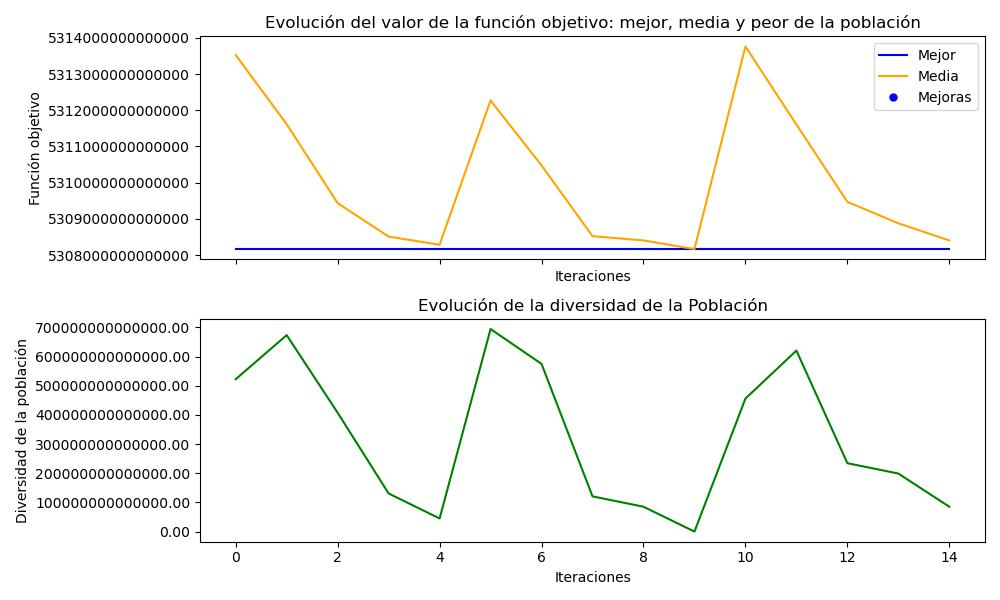 Evolución del valor de la función objetivo: mejor, media y peor de la población
Función objetivo
5314000000000000
5313000000000000
5312000000000000
5311000000000000
5310000000000000
5309000000000000
5308000000000000
Mejor
Media
Mejoras
Iteraciones
Evolución de la diversidad de la Población
Diversidad de la población
700000000000000.00
600000000000000.00
500000000000000.00
400000000000000.00
300000000000000.00
200000000000000.00
100000000000000.00
0.00
0 2 4 6 8 10 12 14
Iteraciones